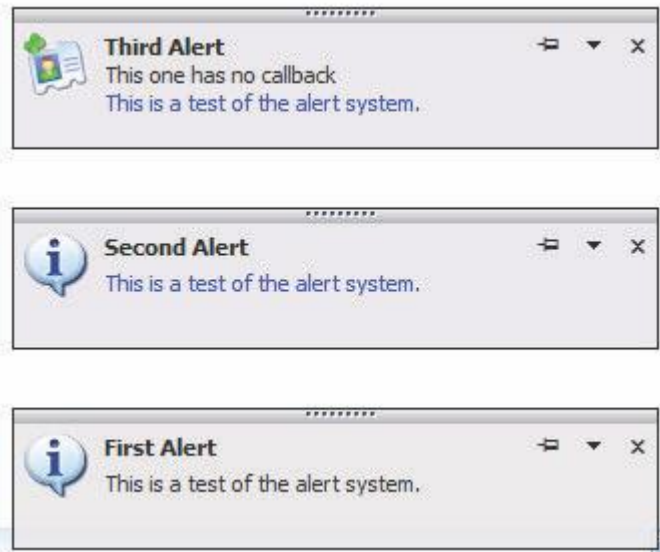 Third Alert
This one has no callback
This is a test of the alert system.
Second Alert
This is a test of the alert system.
First Alert
This is a test of the alert system.